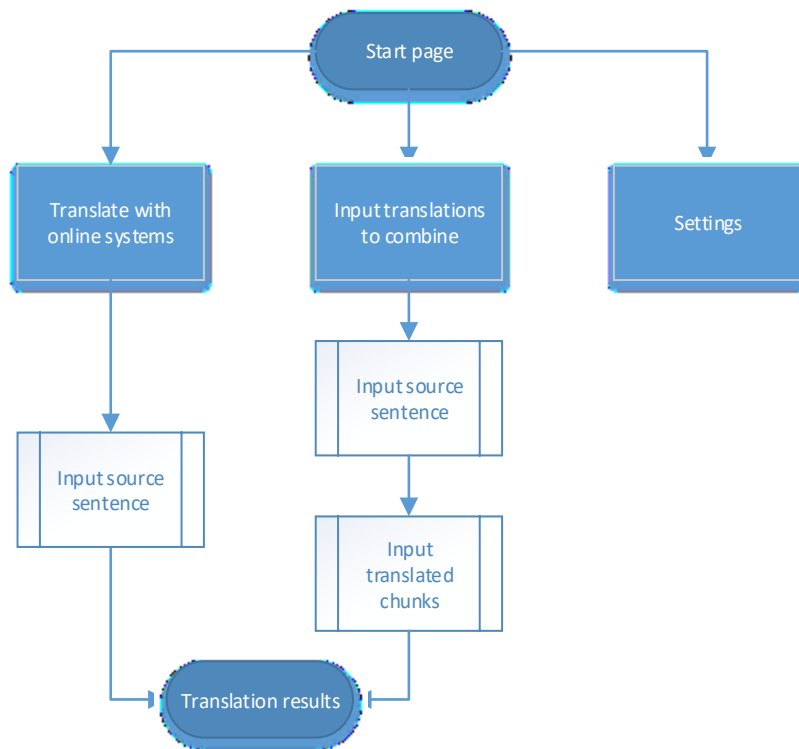 Start page
Translate with
online systems
Input translations
to combine
Settings
Input source
sentence
Input source
sentence
Input
translated
chunks
Translation results